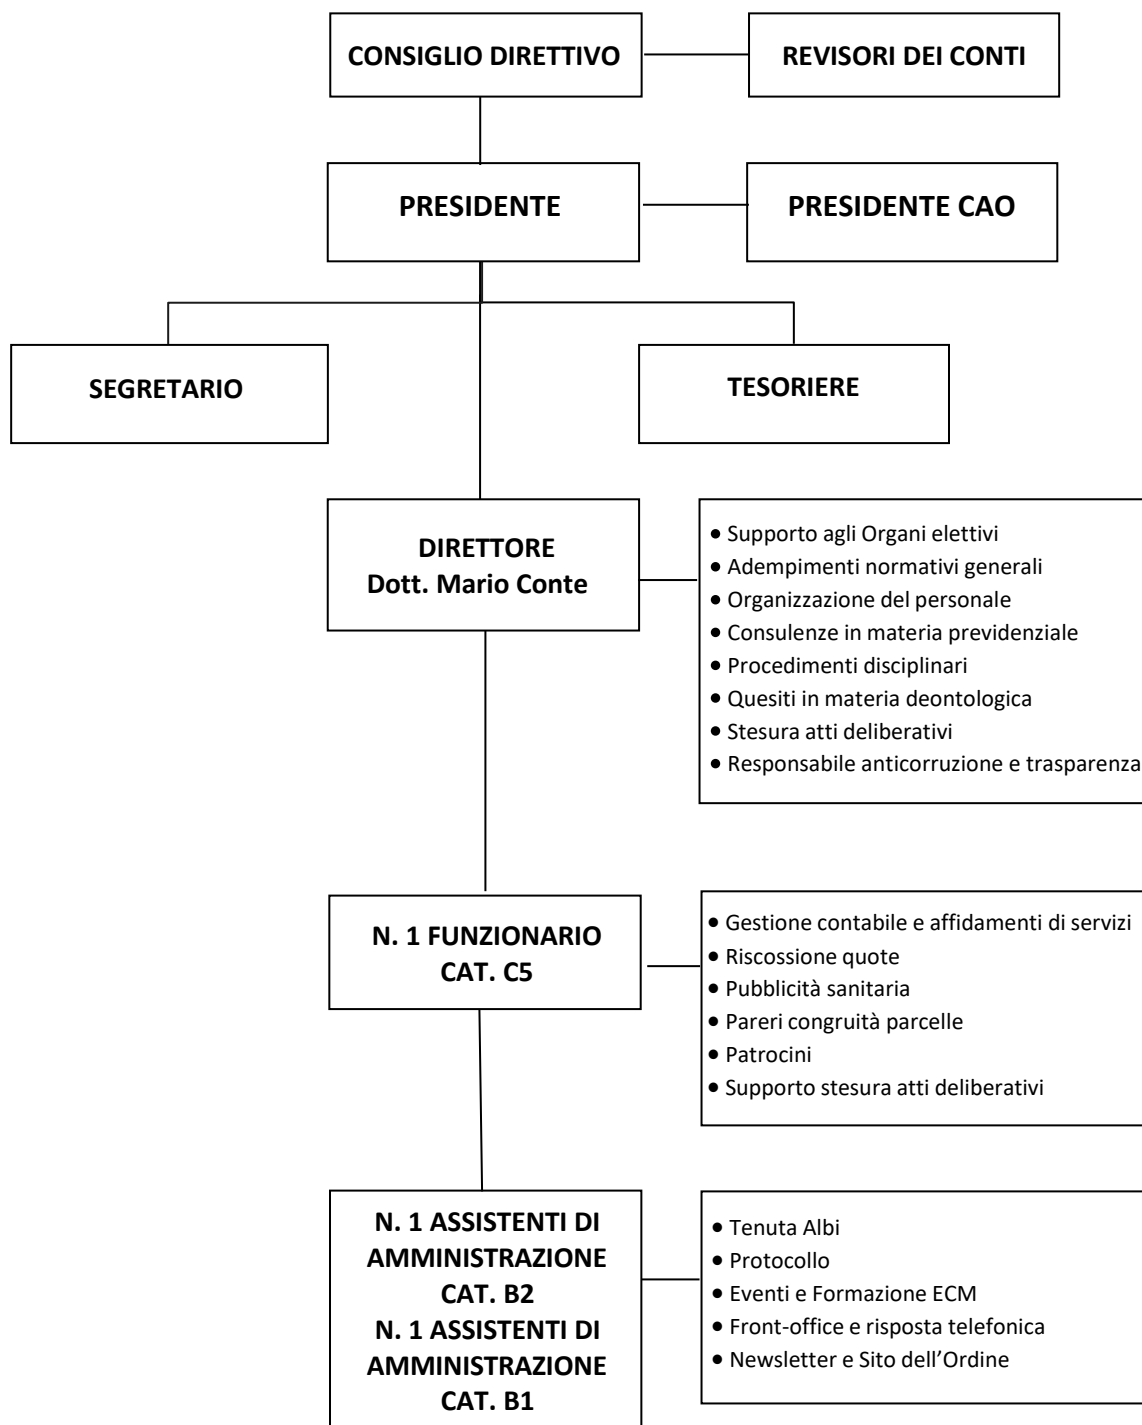 CONSIGLIO DIRETTIVO
REVISORI DEI CONTI
PRESIDENTE
PRESIDENTE CAO
SEGRETARIO
TESORIERE
DIRETTORE
Dott. Mario Conte
• Supporto agli Organi elettivi
• Adempimenti normativi generali
• Organizzazione del personale
• Consulenze in materia previdenziale
• Procedimenti disciplinari
• Quesiti in materia deontologica
• Stesura atti deliberativi
• Responsabile anticorruzione e trasparenza
N. 1 FUNZIONARIO
CAT. C5
• Gestione contabile e affidamenti di servizi
• Riscossione quote
• Pubblicità sanitaria
• Pareri congruità parcelle
• Patrocini
• Supporto stesura atti deliberativi
N. 1 ASSISTENTI DI
AMMINISTRAZIONE
CAT. B2
N. 1 ASSISTENTI DI
AMMINISTRAZIONE
CAT. B1
• Tenuta Albi
• Protocollo
• Eventi e Formazione ECM
• Front-office e risposta telefonica
• Newsletter e Sito dell’Ordine